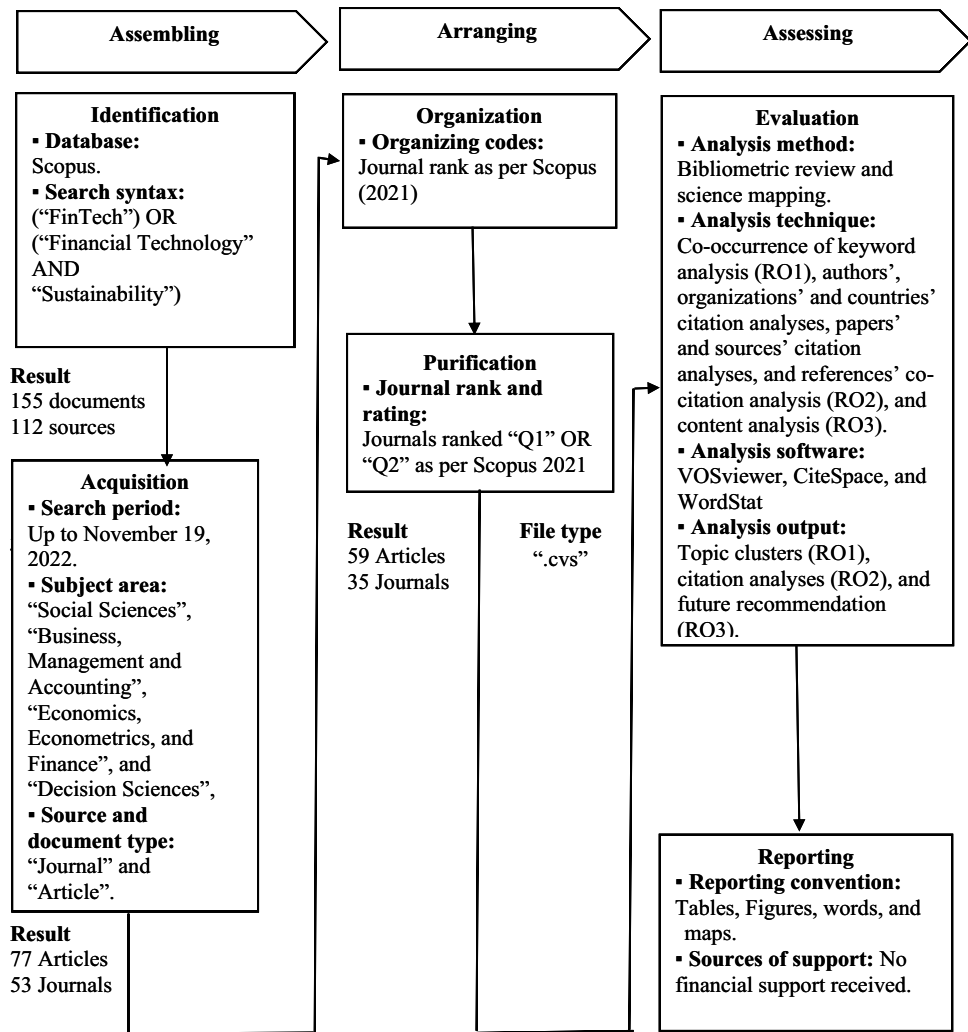 Assembling
Arranging
Assessing
Identification
▪ Database:
Scopus.
▪ Search syntax:
(“FinTech”) OR
(“Financial Technology”
AND
“Sustainability”)
Result
155 documents
112 sources
Acquisition
▪ Search period:
Up to November 19,
2022.
▪ Subject area:
“Social Sciences”,
“Business,
Management and
Accounting”,
“Economics,
Econometrics, and
Finance”, and
“Decision Sciences”,
▪ Source and
document type:
“Journal” and
“Article”.
Result
77 Articles
53 Journals
Organization
▪ Organizing codes:
Journal rank as per Scopus
(2021)
Purification
▪ Journal rank and
rating:
Journals ranked “Q1” OR
“Q2” as per Scopus 2021
Result
59 Articles
35 Journals
File type
“.cvs”
Evaluation
▪ Analysis method:
Bibliometric review and
science mapping.
▪ Analysis technique:
Co-occurrence of keyword
analysis (RO1), authors’,
organizations’ and countries’
citation analyses, papers’
and sources’ citation
analyses, and references’ co-
citation analysis (RO2), and
content analysis (RO3).
▪ Analysis software:
VOSviewer, CiteSpace, and
WordStat
▪ Analysis output:
Topic clusters (RO1),
citation analyses (RO2), and
future recommendation
(RO3).
Reporting
▪ Reporting convention:
Tables, Figures, words, and
maps.
▪ Sources of support: No
financial support received.